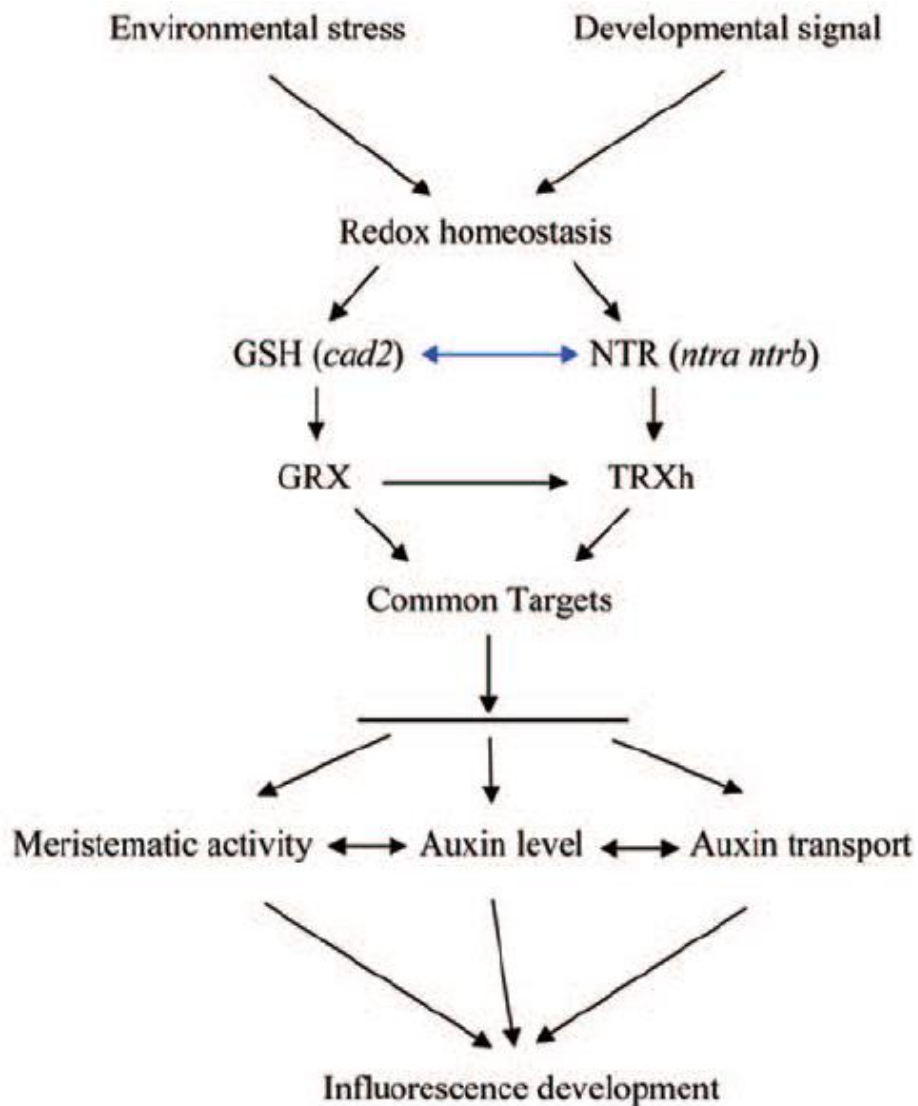 Environmental stress Developmental signal
Redox homeostasis
GSH (cad2) NTR (ntra ntrb)
GRX TRXh
Common Targets
Meristematic activity Auxin level Auxin transport
Influorescence development